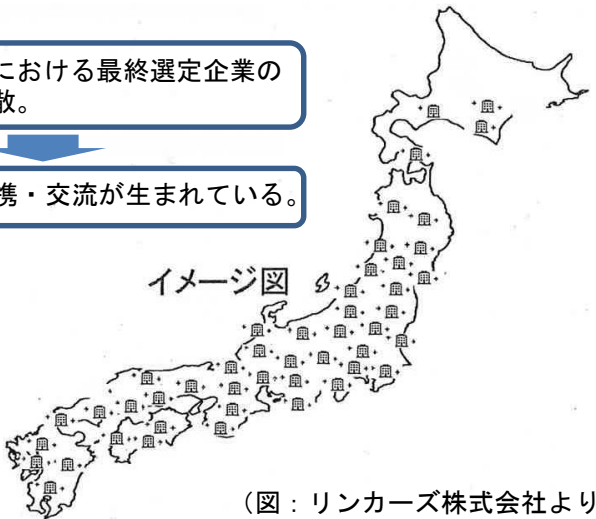 における最終選定企業の
散。
携・交流が生まれている。
イメージ図
(図：リンカーズ株式会社より